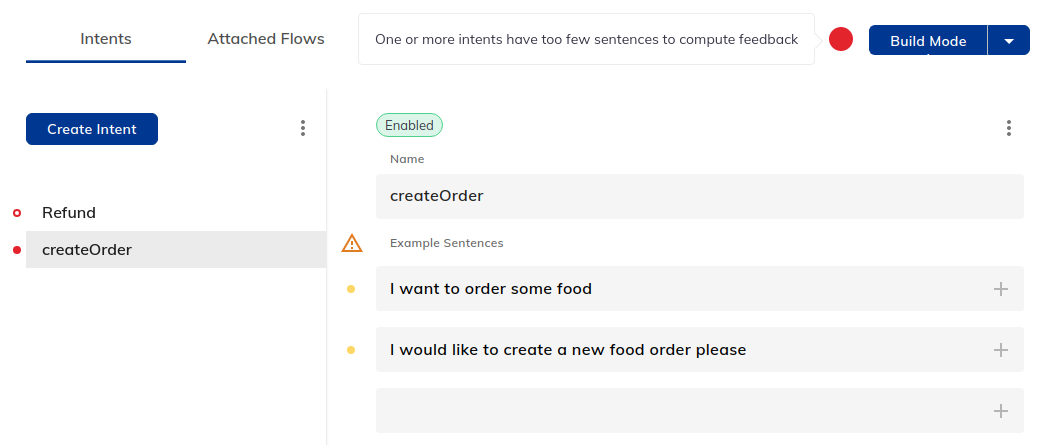 Intents
Attached Flows
One or more intents have too few sentences to compute feedback
Build Mode
Create Intent
Enabled
Name
createOrder
Refund
createOrder
Example Sentences
I want to order some food
I would like to create a new food order please